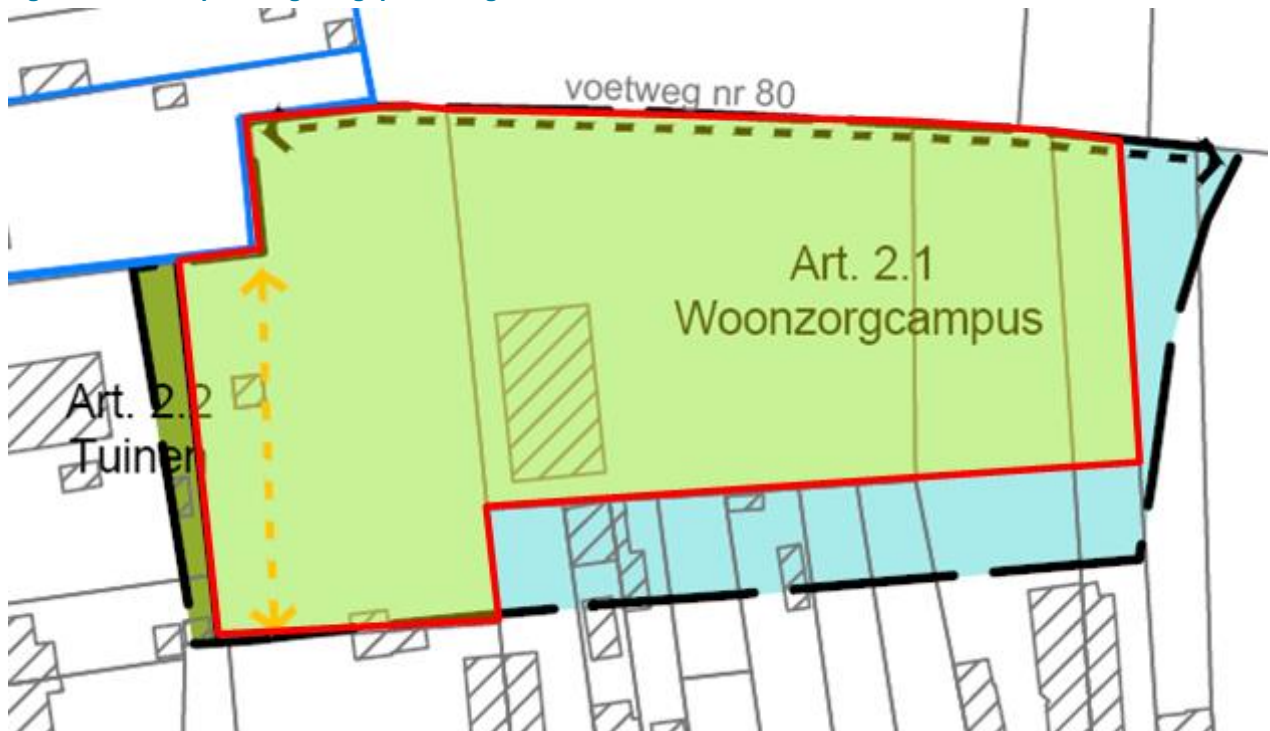 voetweg nr 80
Art. 2.1
Woonzorgcampus
Art. 2.2
Tuinen